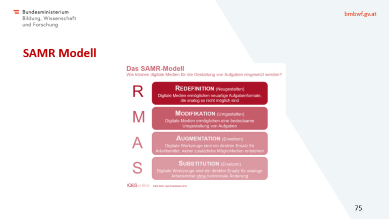 Bundesministerium
Bildung, Wissenschaft
und Forschung
bmbwf.gv.at
SAMR Modell
Das SAMR-Modell
Wie können digitale Medien für die Gestaltung von Aufgaben eingesetzt werden?
R
REDEFINITION (Neugestalten)
Digitale Medien ermöglichen neuartige Aufgabenformate,
die analog so nicht möglich sind
M
MODIFIKATION (Umgestalten)
Digitale Medien ermöglichen eine bedeutsame
Umgestaltung von Aufgaben
A
AUGMENTATION (Erweitern)
Digitale Werkzeuge sind ein direkter Ersatz für
Arbeitsmittel, wobei zusätzliche Möglichkeiten entstehen
S
SUBSTITUTION (Ersetzen)
Digitale Werkzeuge sind ein direkter Ersatz für analoge
Arbeitsmittel ohne funktionale Änderung
IQES
75